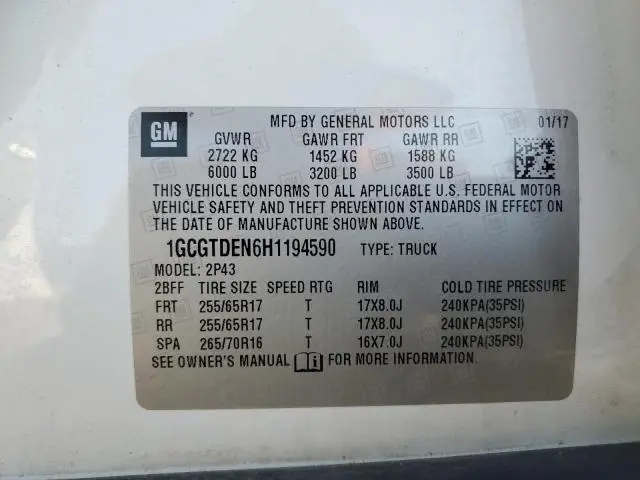 GM
MFD BY GENERAL MOTORS LLC 01/17
GVWR GAWR FRT GAWR RR
2722 KG 1452 KG 1588 KG
6000 LB 3200 LB 3500 LB
THIS VEHICLE CONFORMS TO ALL APPLICABLE U.S. FEDERAL MOTOR
VEHICLE SAFETY AND THEFT PREVENTION STANDARDS IN EFFECT ON
THE DATE OF MANUFACTURE SHOWN ABOVE.
1GCGTDEN6H1194590 TYPE: TRUCK
MODEL: 2P43
2BFF TIRE SIZE SPEED RTG RIM COLD TIRE PRESSURE
FRT 255/65R17 T 17X8.0J 240KPA(35PSI)
RR 255/65R17 T 17X8.0J 240KPA(35PSI)
SPA 265/70R16 T 16X7.0J 240KPA(35PSI)
SEE OWNER'S MANUAL FOR MORE INFORMATION.